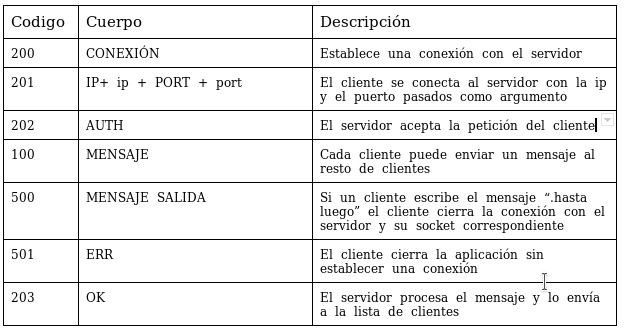 Codigo Cuerpo Descripción
200 CONEXIÓN Establece una conexión con el servidor
201 IP+ ip + PORT + port El cliente se conecta al servidor con la ip
y el puerto pasados como argumento
202 AUTH El servidor acepta la petición del cliente
100 MENSAJE Cada cliente puede enviar un mensaje al
resto de clientes
500 MENSAJE SALIDA Si un cliente escribe el mensaje “.hasta
luego” el cliente cierra la conexión con el
servidor y su socket correspondiente
501 ERR El cliente cierra la aplicación sin
establecer una conexión
203 OK El servidor procesa el mensaje y lo envía
a la lista de clientes